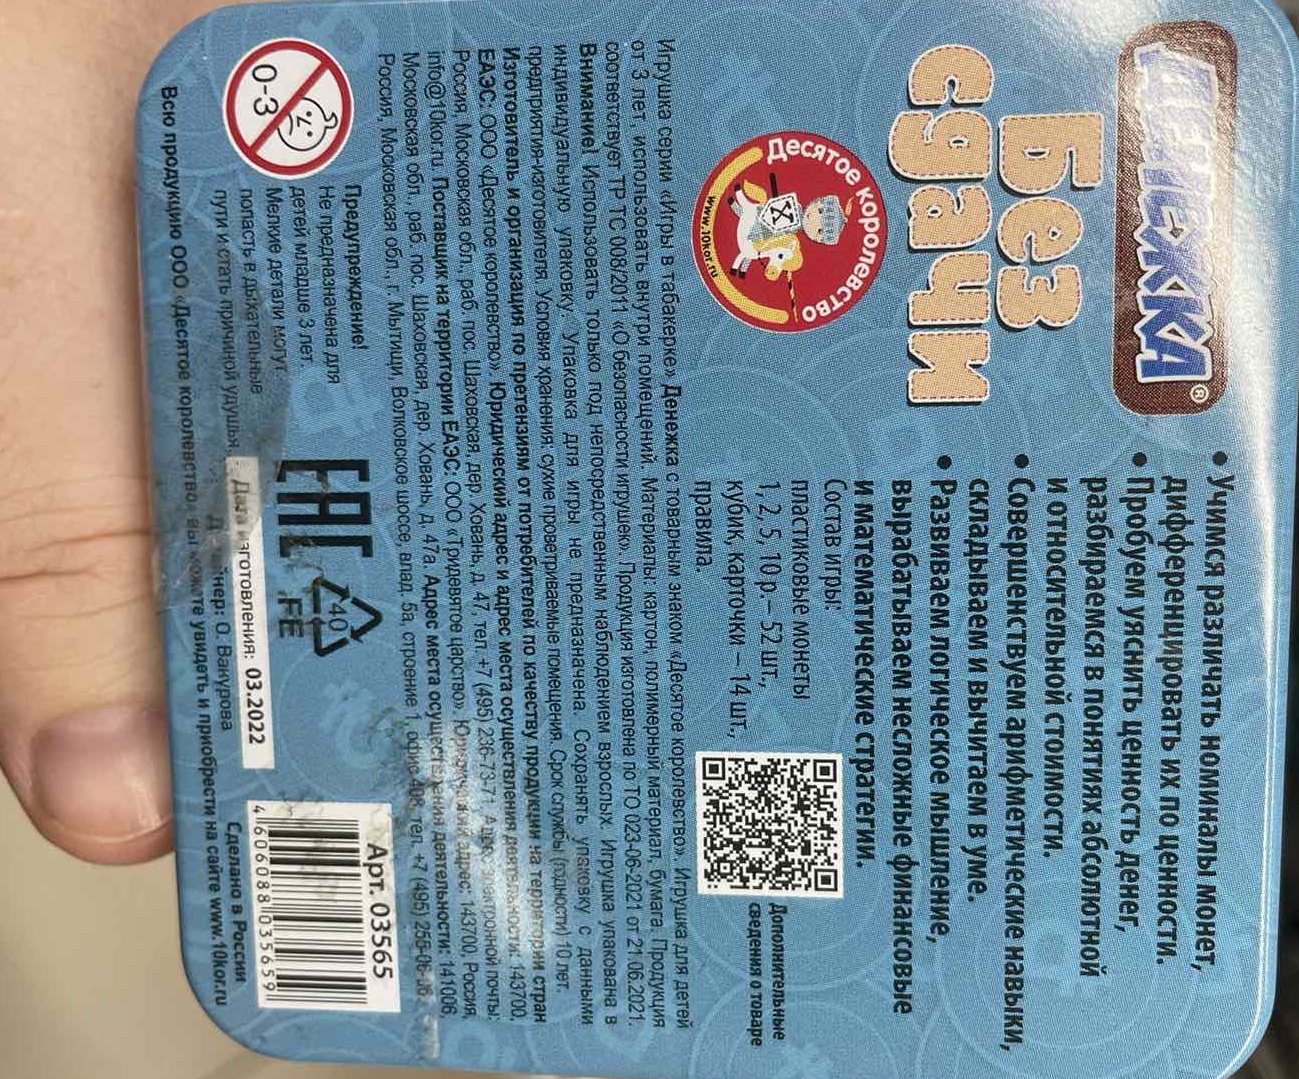 ДЕНЕЖКА®
Без
сдачи
• Учимся различать номиналы монет,
дифференцировать их по ценности.
• Пробуем уяснить ценность денег,
разбираемся в понятиях абсолютной
и относительной стоимости.
• Совершенствуем арифметические навыки,
складываем и вычитаем в уме.
• Развиваем логическое мышление,
вырабатываем несложные финансовые
и математические стратегии.
Десятое королевство
www.10kor.ru
Состав игры:
пластиковые монеты
1, 2, 5, 10 р.– 52 шт.,
кубик, карточки – 14 шт.,
правила.
Дополнительные
сведения о товаре
Игрушка серии «Игры в табакерке» Денежка с товарным знаком «Десятое королевство». Игрушка для детей
от 3 лет, использовать внутри помещений. Материалы: картон, полимерный материал, бумага. Продукция
соответствует ТР ТС 008/2011 «О безопасности игрушек». Продукция изготовлена по ТО 023-06-2021 от 21.06.2021.
Внимание! Использовать только под непосредственным наблюдением взрослых. Игрушка упакована в
индивидуальную упаковку. Упаковка для игры не предназначена. Сохранять упаковку с данными
предприятия-изготовителя. Условия хранения: сухие проветриваемые помещения. Срок службы (годности) 10 лет.
Изготовитель и организация по претензиям от потребителей по качеству продукции на территории стран
ЕАЭС: ООО «Десятое королевство». Юридический адрес и адрес места осуществления деятельности: 143700,
Россия, Московская обл., раб. пос. Шаховская, дер. Ховань, д. 47, тел. +7 (495) 236-73-71. Адрес электронной почты:
info@10kor.ru. Поставщик на территории ЕАЭС: ООО «Тридевятое царство». Юридический адрес: 143700, Россия,
Московская обл., раб. пос. Шаховская, дер. Ховань, д. 47а. Адрес места осуществления деятельности: 141006,
Россия, Московская обл., г. Мытищи, Волковское шоссе, влад. 5а, строение 1, офис тел. +7 (495)
0-3
Предупреждение!
Не предназначена для
детей младше 3 лет.
Мелкие детали могут
попасть в дыхательные
пути и стать причиной удушья.
EAC
40
FE
Дата изготовления: 03.2022
О. Вакурова
Арт. 03565
4 606088 035659
Сделано в России
Всю продукцию ООО «Десятое королевство» вы можете увидеть и приобрести на сайте www.10kor.ru